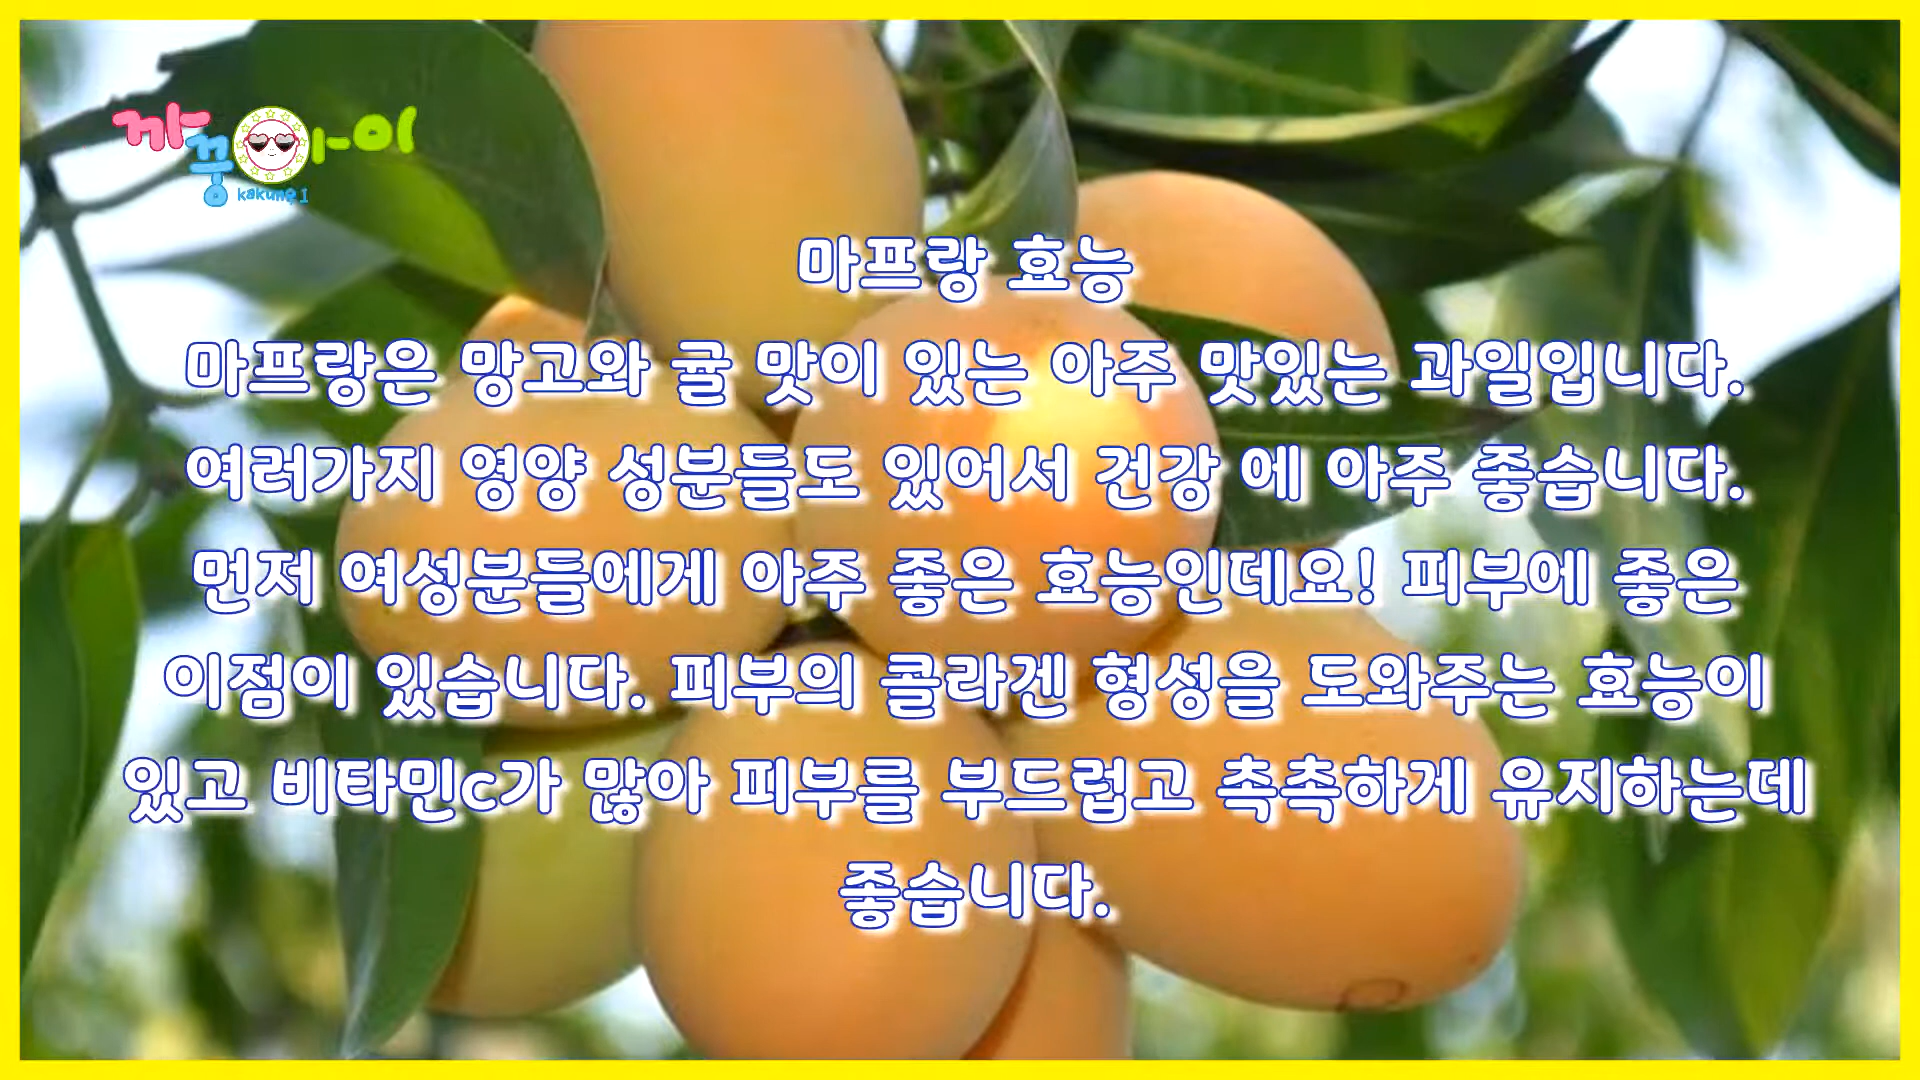 까꿍아이
kakung I
마프랑 효능
마프랑은 망고와 귤 맛이 있는 아주 맛있는 과일입니다.
여러가지 영양 성분들도 있어서 건강 에 아주 좋습니다.
먼저 여성분들에게 아주 좋은 효능인데요! 피부에 좋은
이점이 있습니다. 피부의 콜라겐 형성을 도와주는 효능이
있고 비타민c가 많아 피부를 부드럽고 촉촉하게 유지하는데
좋습니다.